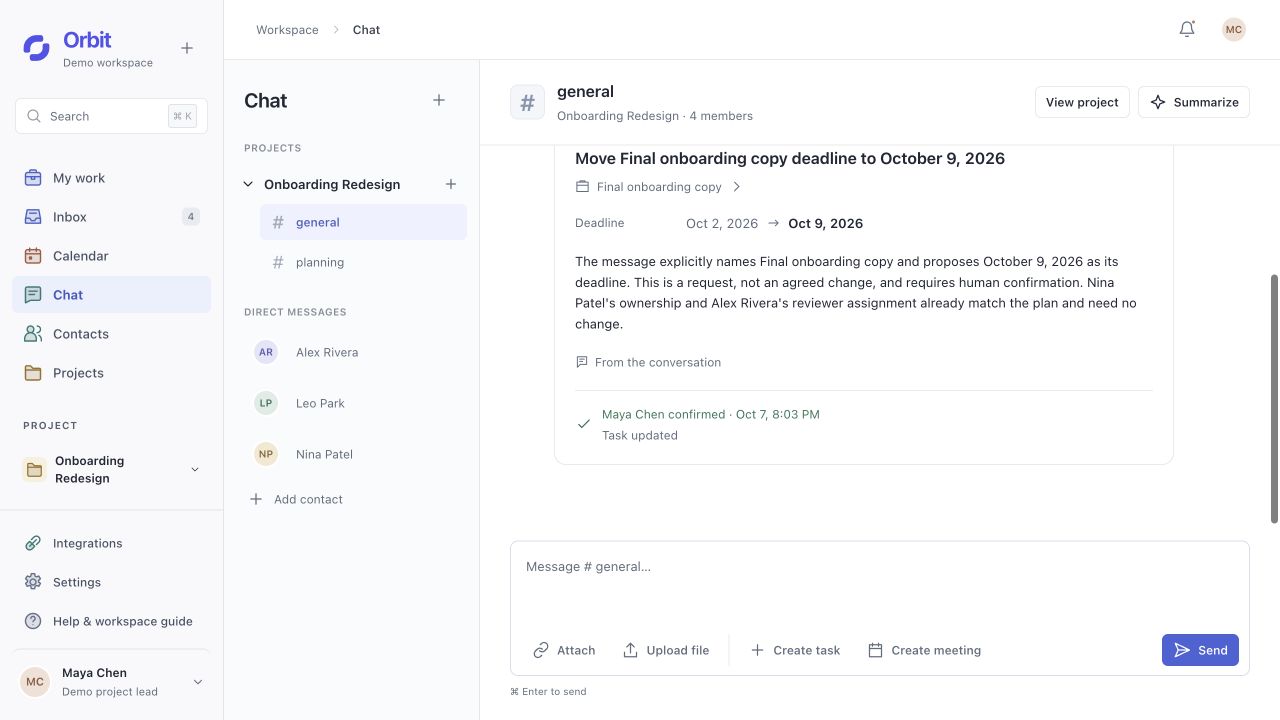 Orbit
Demo workspace
Search
⌘ K
My work
Inbox
4
Calendar
Chat
Contacts
Projects
PROJECT
Onboarding
Redesign
Integrations
Settings
Help & workspace guide
MC
Maya Chen
Demo project lead
Workspace
Chat
MC
Chat
PROJECTS
Onboarding Redesign
# general
# planning
DIRECT MESSAGES
AR
Alex Rivera
LP
Leo Park
NP
Nina Patel
Add contact
#
general
Onboarding Redesign · 4 members
View project
Summarize
Move Final onboarding copy deadline to October 9, 2026
Final onboarding copy
Deadline
Oct 2, 2026 → Oct 9, 2026
The message explicitly names Final onboarding copy and proposes October 9, 2026 as its
deadline. This is a request, not an agreed change, and requires human confirmation. Nina
Patel's ownership and Alex Rivera's reviewer assignment already match the plan and need no
change.
From the conversation
Maya Chen confirmed · Oct 7, 8:03 PM
Task updated
Message # general...
Attach
Upload file
Create task
Create meeting
Send
⌘ Enter to send